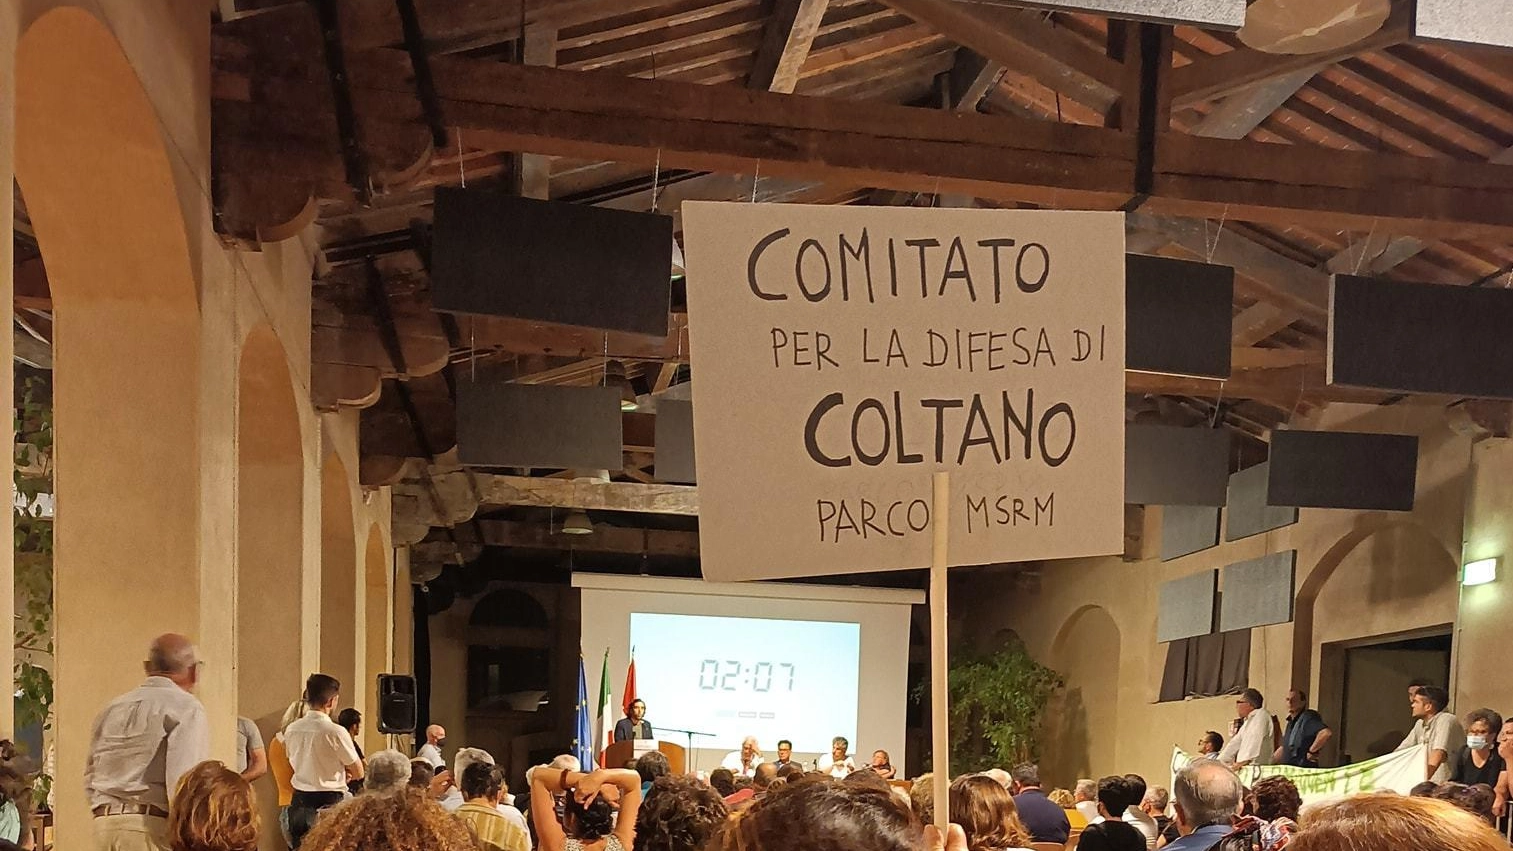 COMITATO
PER LA DIFESA DI
COLTANO
PARCO MSRM
02:07